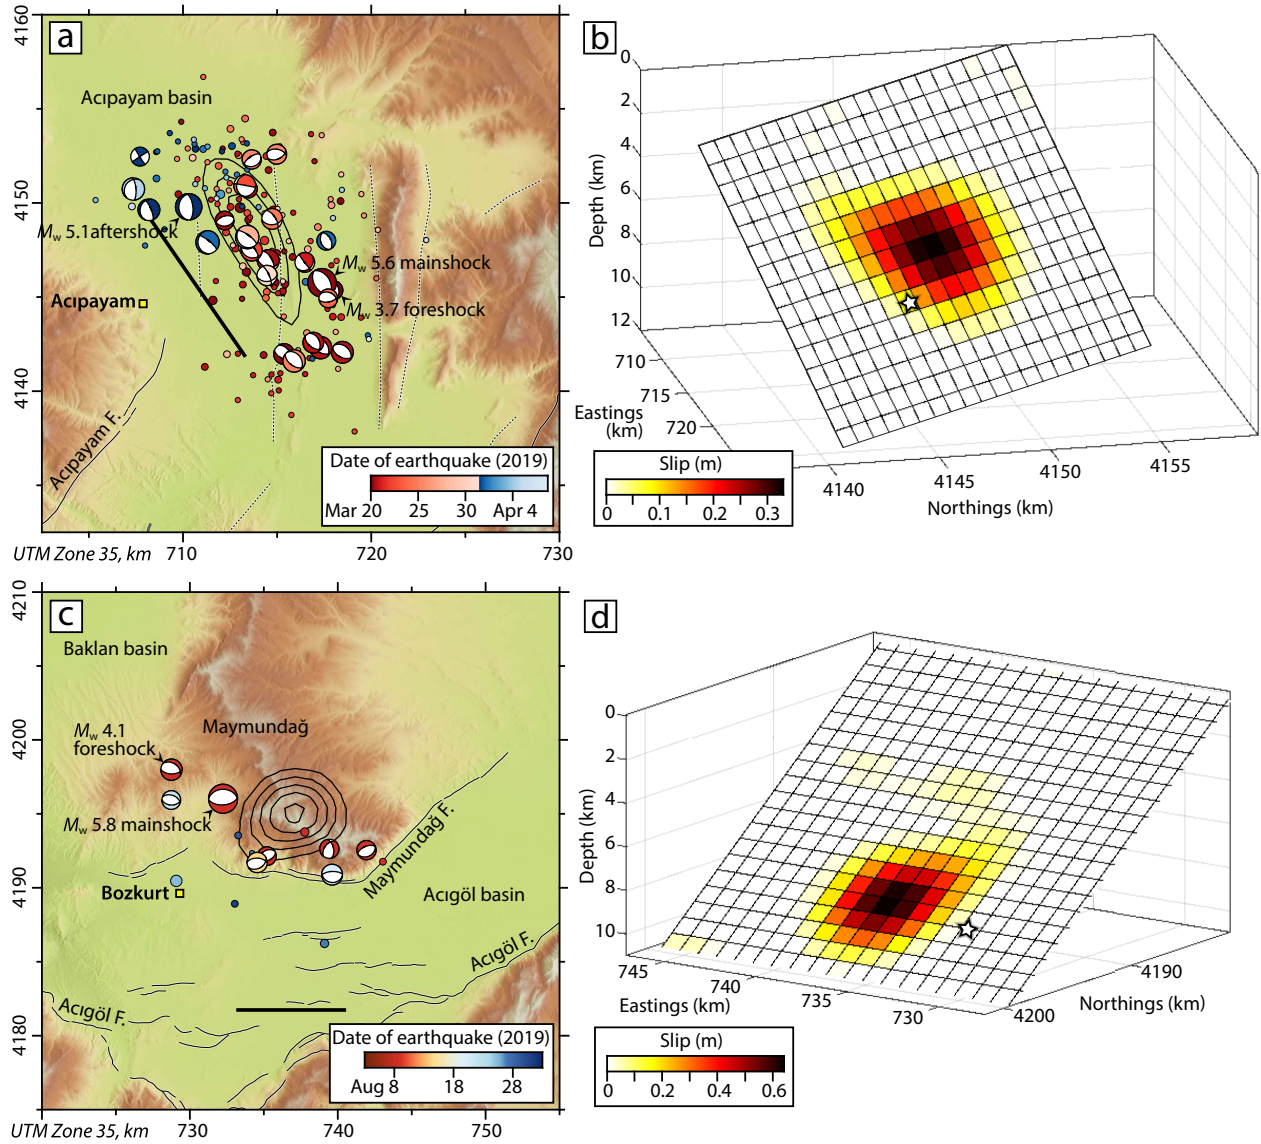 a
4160
4150
4140
Acıpayam basin
Mw 5.1aftershock
Mw 5.6 mainshock
Mw 3.7 foreshock
Acıpayam
Acıpayam F.
Date of earthquake (2019)
Mar 20 25 30 Apr 4
UTM Zone 35, km 710 720 730
b
0
2
4
6
8
10
12
Depth (km)
710
715
720
Eastings
(km)
4140 4145 4150 4155
Northings (km)
Slip (m)
0 0.1 0.2 0.3
c
4210
4200
4190
4180
Baklan basin
Maymundağ
Mw 4.1
foreshock
Mw 5.8 mainshock
Maymundağ F.
Bozkurt
Acıgöl basin
Acıgöl F.
Acıgöl F.
Date of earthquake (2019)
Aug 8 18 28
UTM Zone 35, km 730 740 750
d
0
2
4
6
8
10
Depth (km)
745 740 735 730
Eastings (km)
4190
4200
Northings (km)
Slip (m)
0 0.2 0.4 0.6